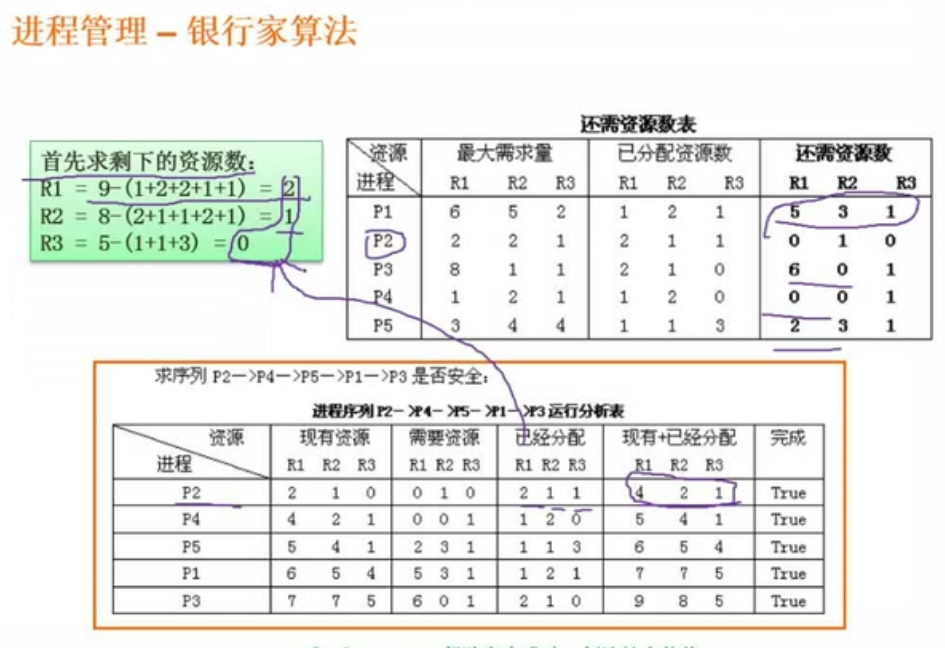 进程管理 – 银行家算法
首先求剩下的资源数:
R1 = 9-(1+2+2+1+1) = 2
R2 = 8-(2+1+1+2+1) = 1
R3 = 5-(1+1+3) = 0
还需资源数表
资源 最大需求量 已分配资源数 还需资源数
进程 R1 R2 R3 R1 R2 R3 R1 R2 R3
P1 6 5 2 1 2 1 5 3 1
P2 2 2 1 2 1 1 0 1 0
P3 8 1 1 2 1 0 6 0 1
P4 1 2 1 1 2 0 0 0 1
P5 3 4 4 1 1 3 2 3 1
求序列 P2—>P4—>P5—>P1—>P3 是否安全:
进程序列 P2—>P4—>P5—>P1—>P3 运行分析表
资源 现有资源 需要资源 已经分配 现有+已经分配 完成
进程 R1 R2 R3 R1 R2 R3 R1 R2 R3 R1 R2 R3
P2 2 1 0 0 1 0 2 1 1 4 2 1 True
P4 4 2 1 0 0 1 1 2 0 5 4 1 True
P5 5 4 1 2 3 1 1 1 3 6 5 4 True
P1 6 5 4 5 3 1 1 2 1 7 7 5 True
P3 7 7 5 6 0 1 2 1 0 9 8 5 True